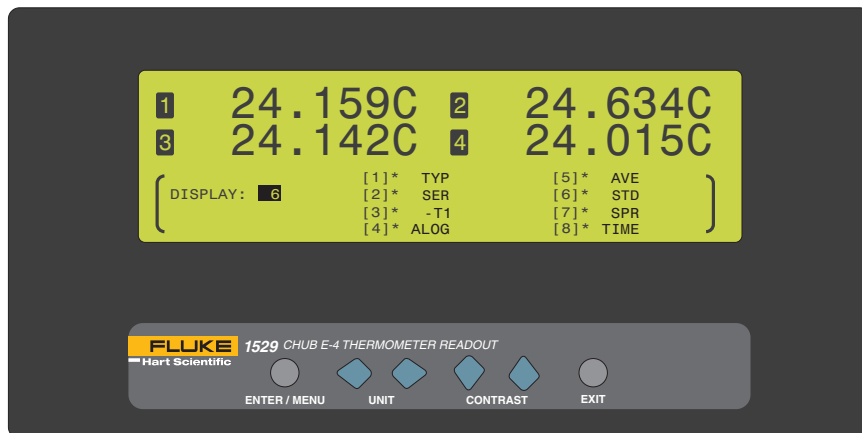 1 24.159C 2 24.634C
3 24.142C 4 24.015C
DISPLAY: 6
[1]* TYP
[2]* SER
[3]* -T1
[4]* ALOG
[5]* AVE
[6]* STD
[7]* SPR
[8]* TIME
FLUKE
Hart Scientific
1529 CHUB E-4 THERMOMETER READOUT
ENTER / MENU UNIT CONTRAST EXIT